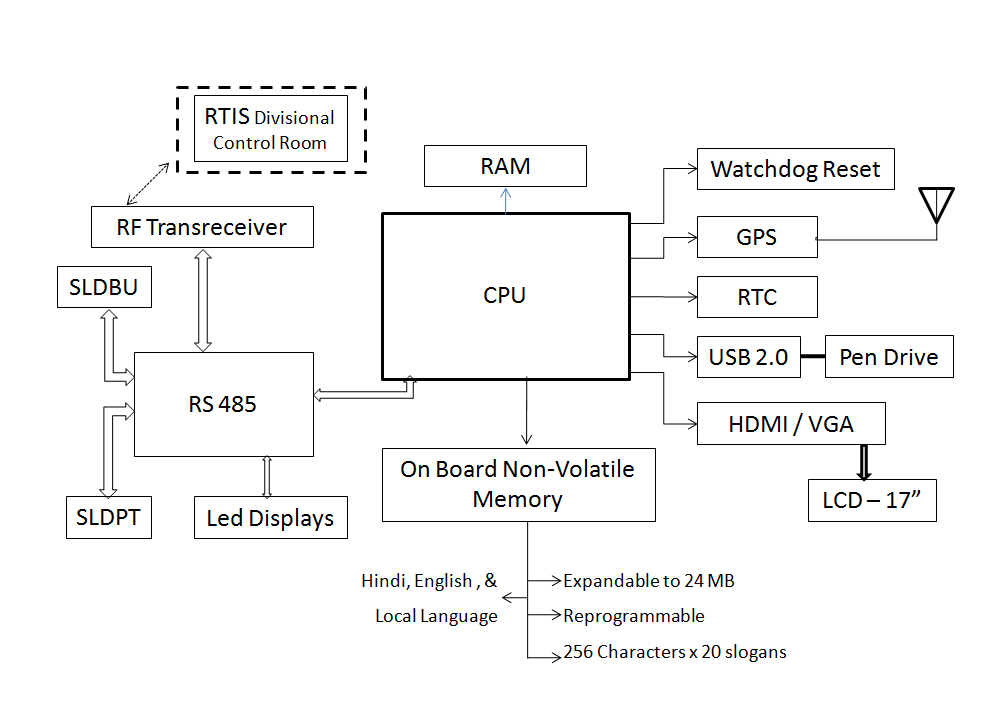 RTIS Divisional
Control Room
RAM
Watchdog Reset
RF Transreceiver
GPS
SLDBU
CPU
RTC
USB 2.0
Pen Drive
RS 485
HDMI / VGA
On Board Non-Volatile
Memory
LCD – 17”
SLDPT
Led Displays
Hindi, English , &
Local Language
Expandable to 24 MB
Reprogrammable
256 Characters x 20 slogans